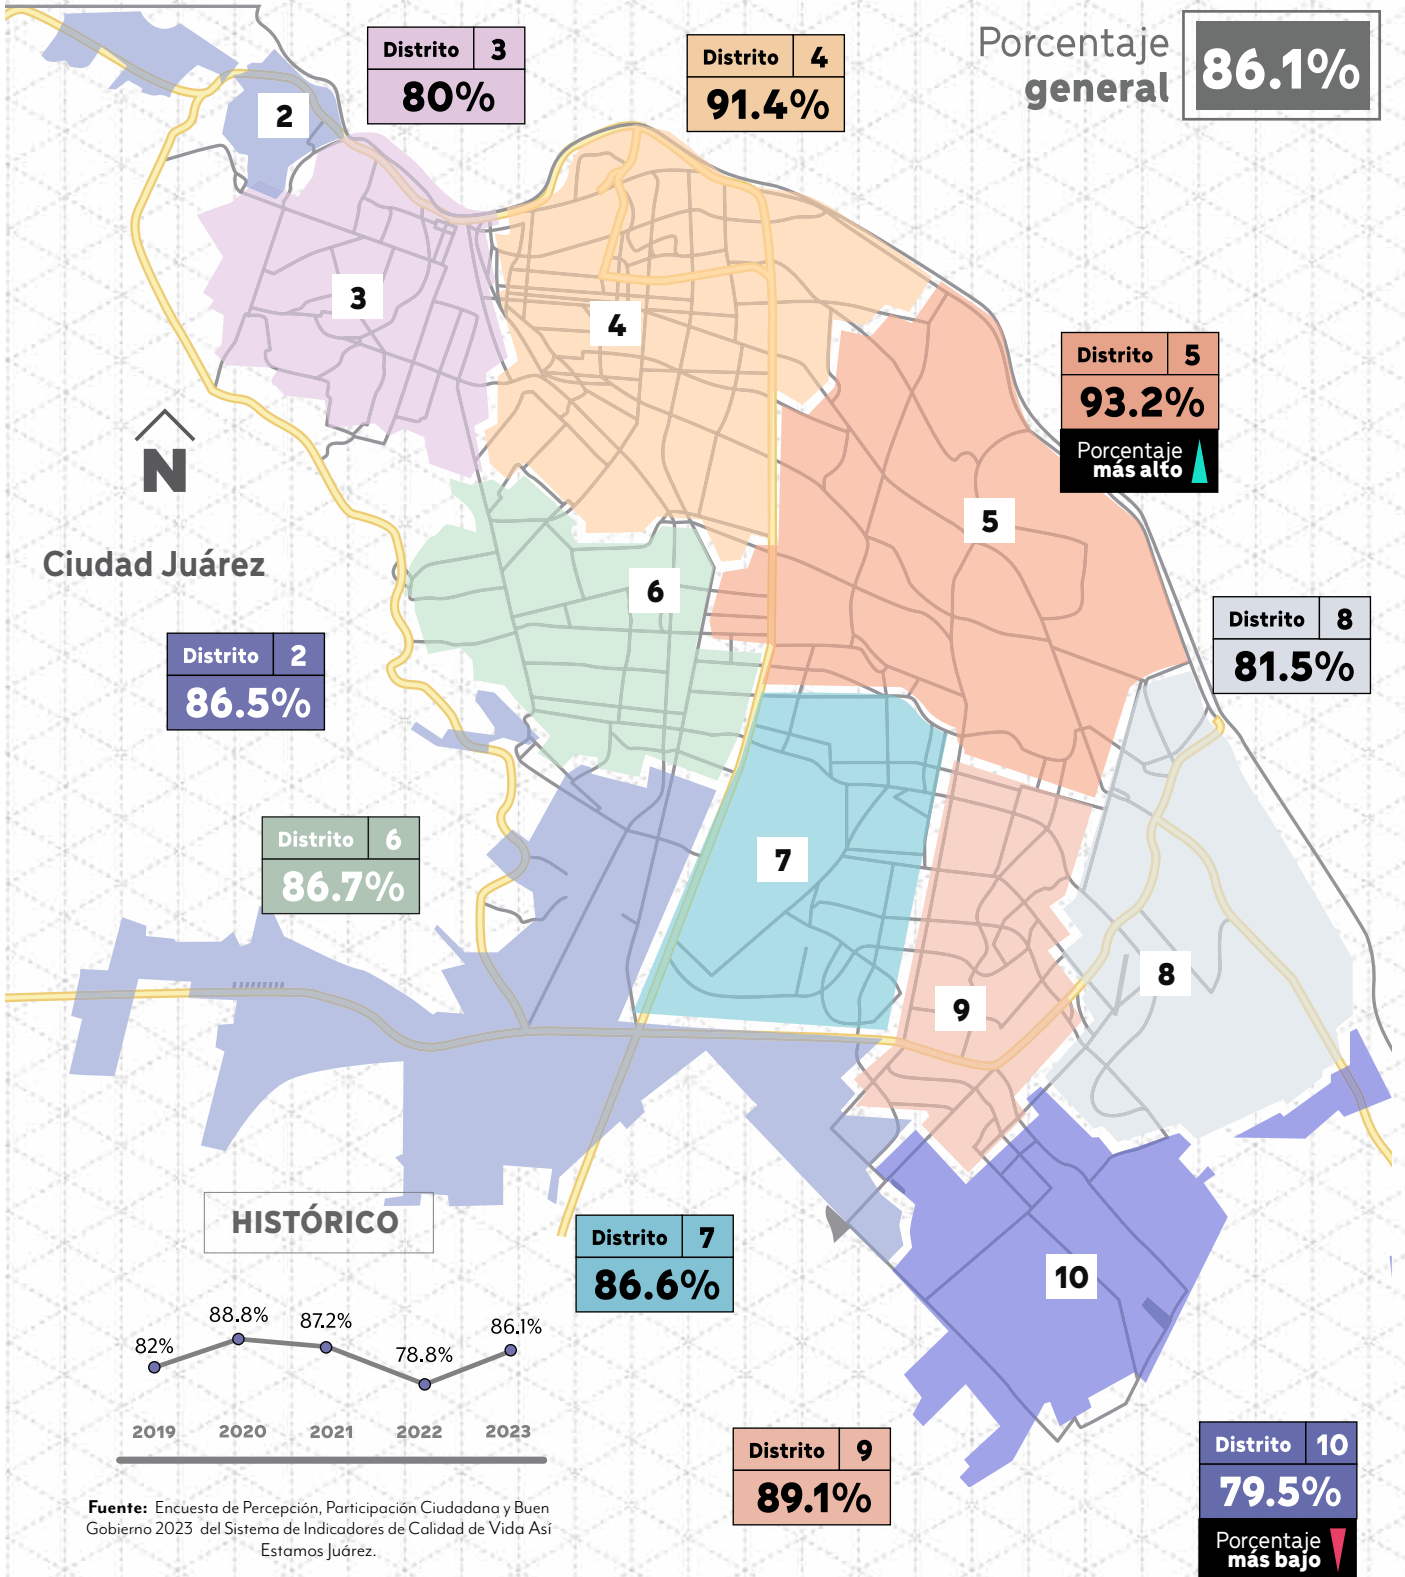 Porcentaje
general
86.1%
Distrito 3
80%
Distrito 4
91.4%
2
3
4
Distrito 5
93.2%
Porcentaje
más alto
N
Ciudad Juárez
5
6
Distrito 8
81.5%
Distrito 2
86.5%
Distrito 6
86.7%
7
8
9
10
HISTÓRICO
Distrito 7
86.6%
82%
88.8%
87.2%
78.8%
86.1%
2019 2020 2021 2022 2023
Distrito 9
89.1%
Distrito 10
79.5%
Porcentaje
más bajo
Fuente: Encuesta de Percepción, Participación Ciudadana y Buen
Gobierno 2023 del Sistema de Indicadores de Calidad de Vida Así
Estamos Juárez.